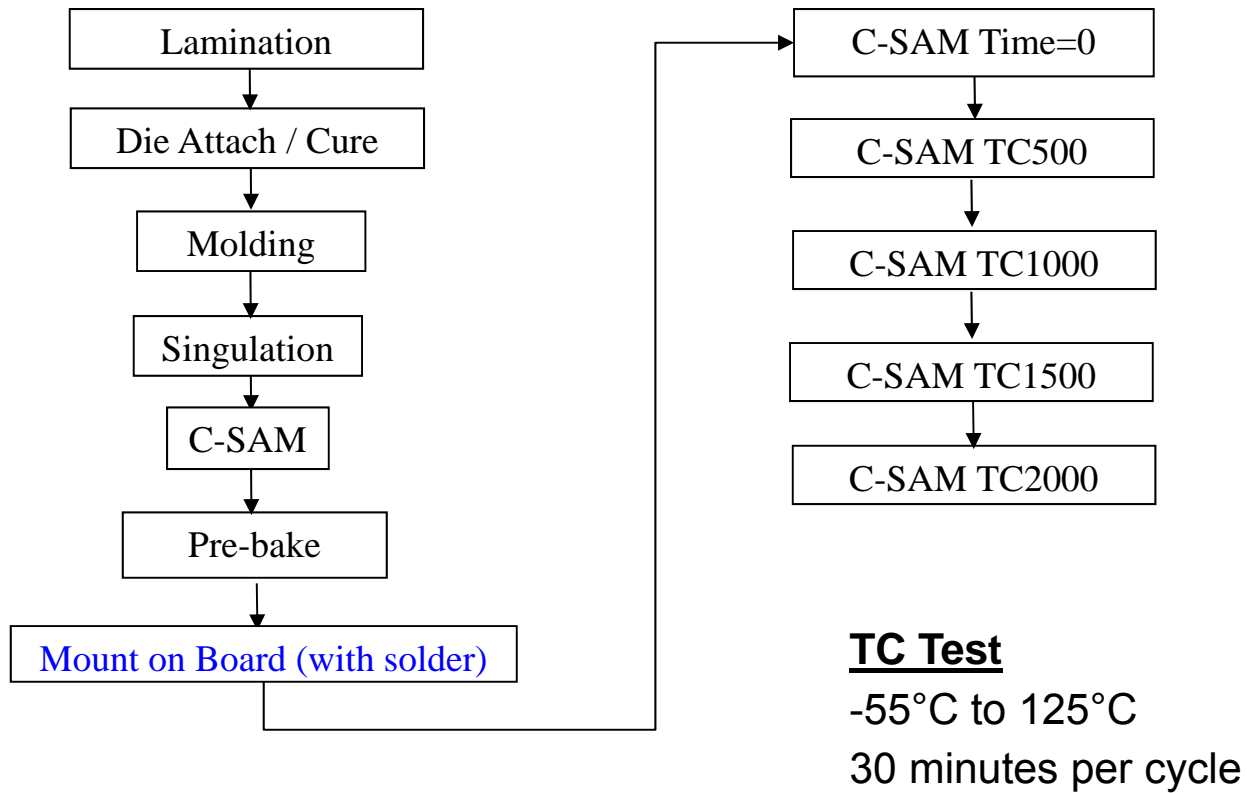 Lamination
Die Attach / Cure
Molding
Singulation
C-SAM
Pre-bake
Mount on Board (with solder)
C-SAM Time=0
C-SAM TC500
C-SAM TC1000
C-SAM TC1500
C-SAM TC2000
TC Test
-55°C to 125°C
30 minutes per cycle